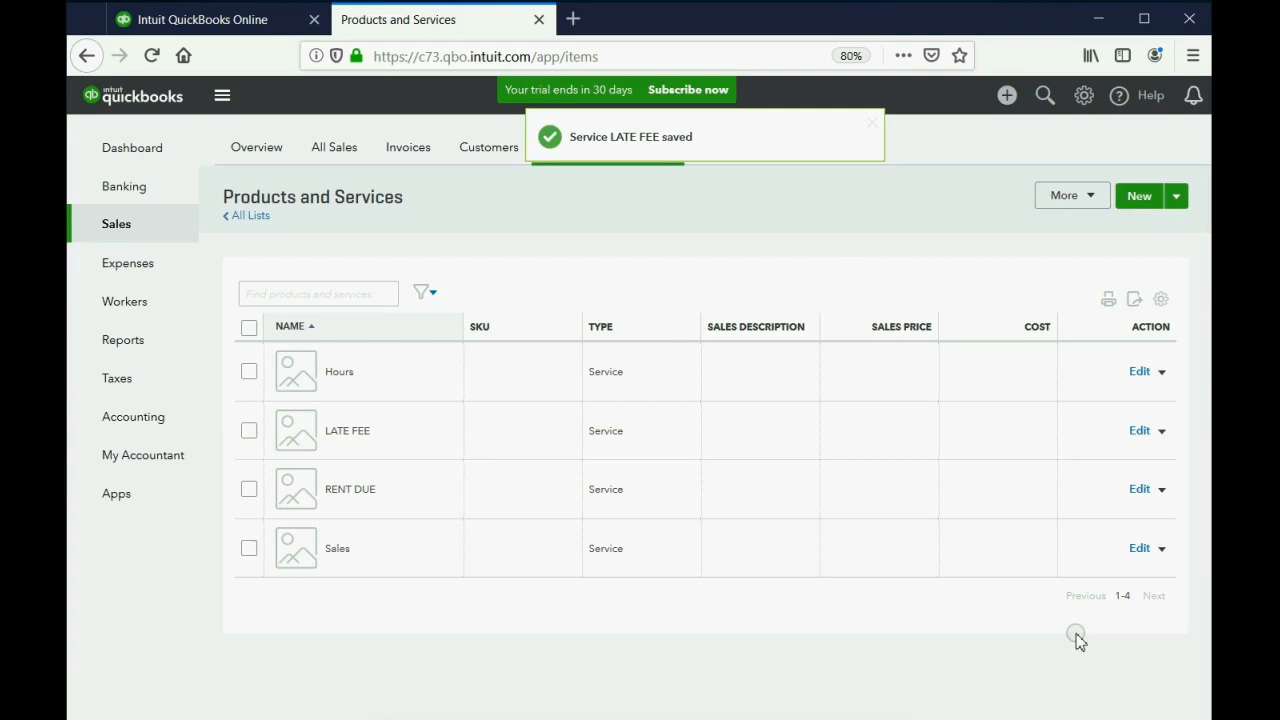 Intuit QuickBooks Online
Products and Services
https://c73.qbo.intuit.com/app/items
80%
intuit
quickbooks
Your trial ends in 30 days Subscribe now
Help
Service LATE FEE saved
Dashboard
Banking
Sales
Expenses
Workers
Reports
Taxes
Accounting
My Accountant
Apps
Overview All Sales Invoices Customers
Products and Services
All Lists
More
New
Find products and services
NAME SKU TYPE SALES DESCRIPTION SALES PRICE COST ACTION
Hours Service Edit
LATE FEE Service Edit
RENT DUE Service Edit
Sales Service Edit
Previous 1-4 Next